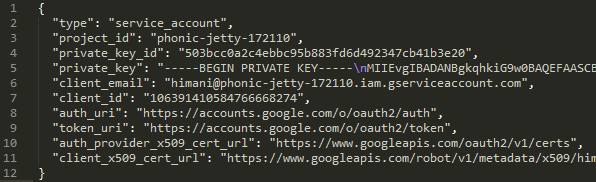 1 {
2 "type": "service_account",
3 "project_id": "phonic-jetty-172110",
4 "private_key_id": "503bcc0a2c4ebbc95b883fd6d492347cb41b3e20",
5 "private_key": "-----BEGIN PRIVATE KEY-----\nMIIEvgIBADANBgkqhkiG9w0BAQEFAASCB
6 "client_email": "himani@phonic-jetty-172110.iam.gserviceaccount.com",
7 "client_id": "106391410584766668274",
8 "auth_uri": "https://accounts.google.com/o/oauth2/auth",
9 "token_uri": "https://accounts.google.com/o/oauth2/token",
10 "auth_provider_x509_cert_url": "https://www.googleapis.com/oauth2/v1/certs",
11 "client_x509_cert_url": "https://www.googleapis.com/robot/v1/metadata/x509/him
12 }